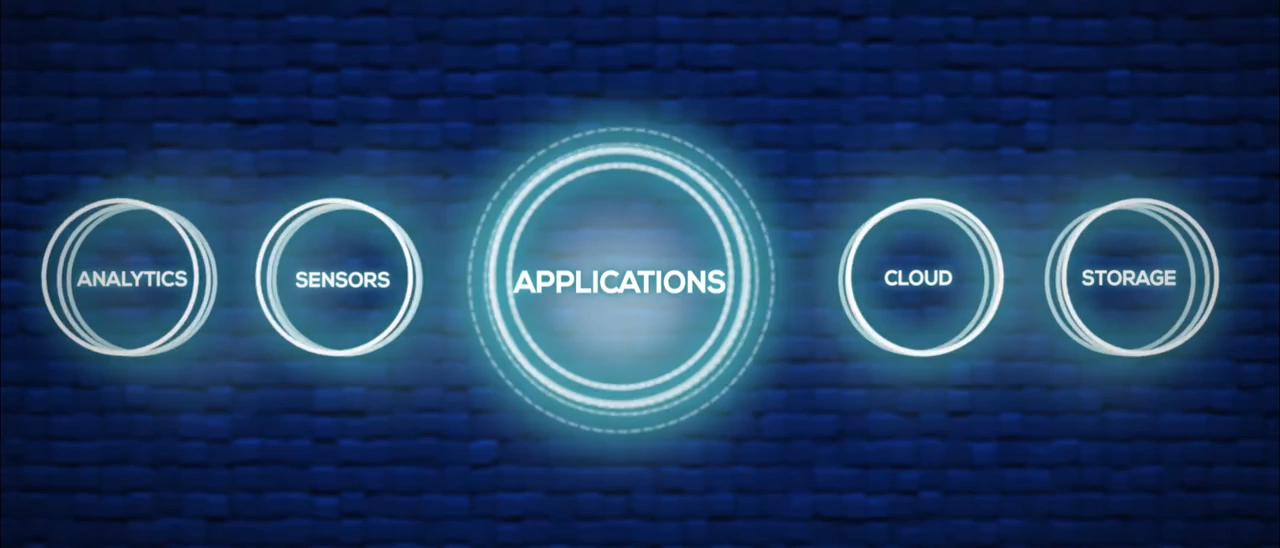 ANALYTICS
SENSORS
APPLICATIONS
CLOUD
STORAGE